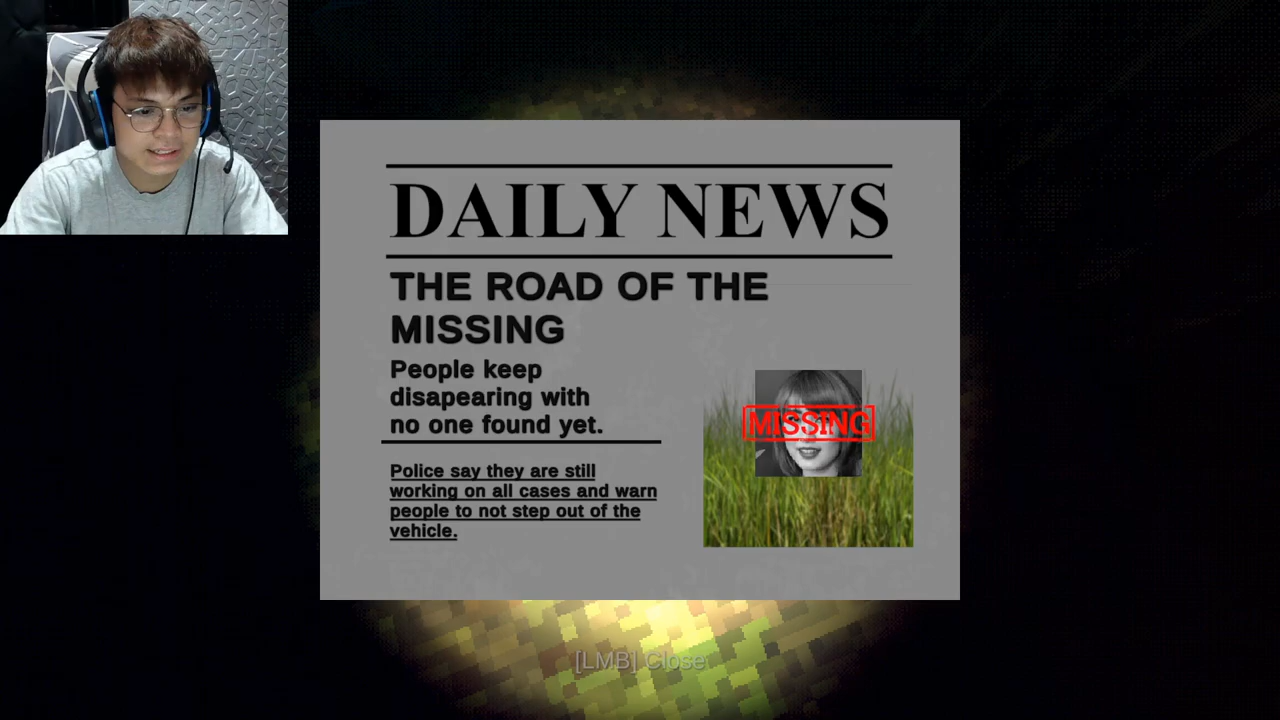 DAILY NEWS
THE ROAD OF THE
MISSING
People keep
disapearing with
no one found yet.
Police say they are still
working on all cases and warn
people to not step out of the
vehicle.
MISSING
[LMB] Close